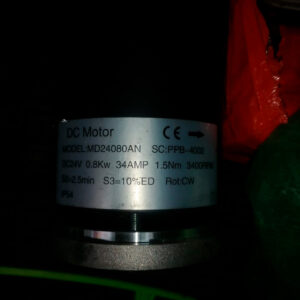 DC Motor CE
MODEL:MD24080AN SC:PPB-4002
DC24V 0.8Kw 34AMP 1.5Nm 3400RPM
S2=2.5min S3=10%ED Rot:CW
IP54